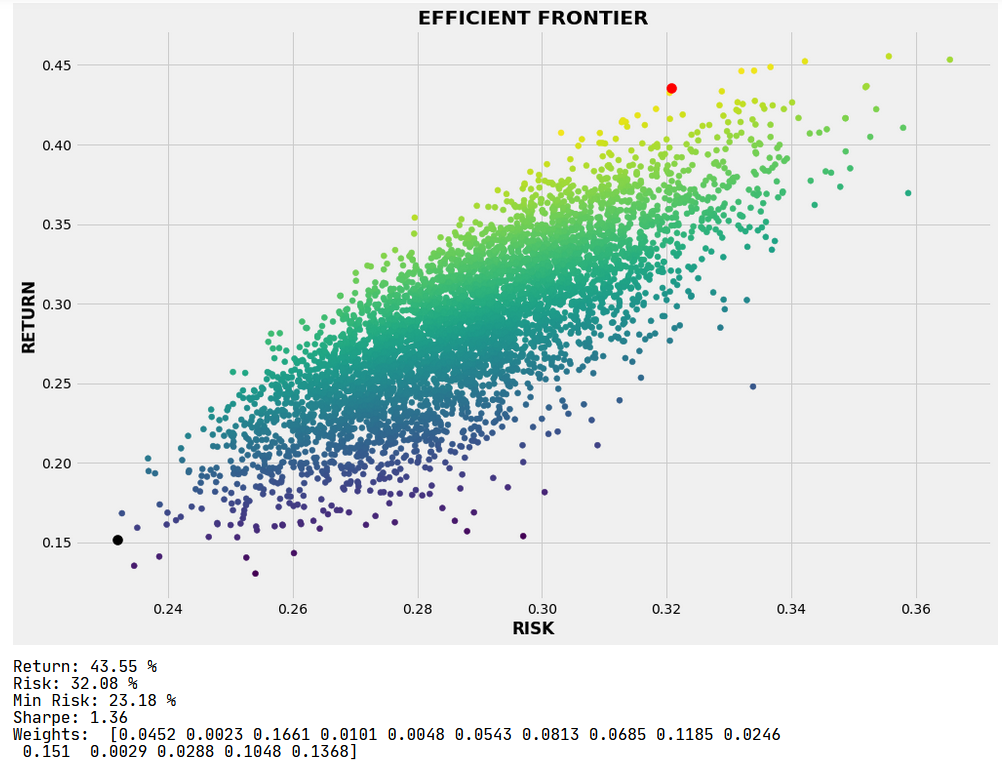 EFFICIENT FRONTIER
0.45
0.40
0.35
0.30
0.25
0.20
0.15
RETURN
0.24 0.26 0.28 0.30 0.32 0.34 0.36
RISK
Return: 43.55 %
Risk: 32.08 %
Min Risk: 23.18 %
Sharpe: 1.36
Weights:  [0.0452 0.0023 0.1661 0.0101 0.0048 0.0543 0.0813 0.0685 0.1185 0.0246
 0.151  0.0029 0.0288 0.1048 0.1368]